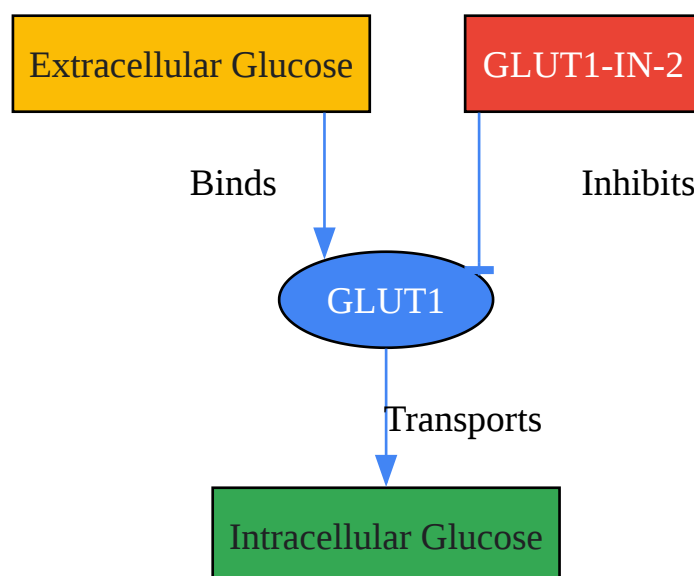 Extracellular Glucose
GLUT1-IN-2
Binds
Inhibits
GLUT1
Transports
Intracellular Glucose